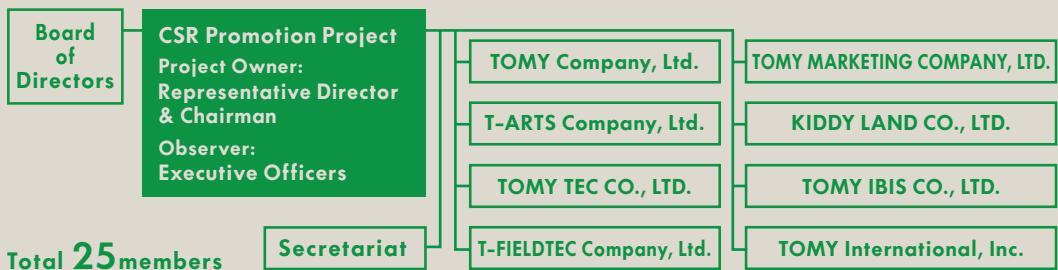 Board
of
Directors
CSR Promotion Project
Project Owner:
Representative Director
& Chairman
Observer:
Executive Officers
Secretariat
Total 25 members
TOMY Company, Ltd.
T-ARTS Company, Ltd.
TOMY TEC CO., LTD.
T-FIELDTEC Company, Ltd.
TOMY MARKETING COMPANY, LTD.
KIDDY LAND CO., LTD.
TOMY IBIS CO., LTD.
TOMY International, Inc.